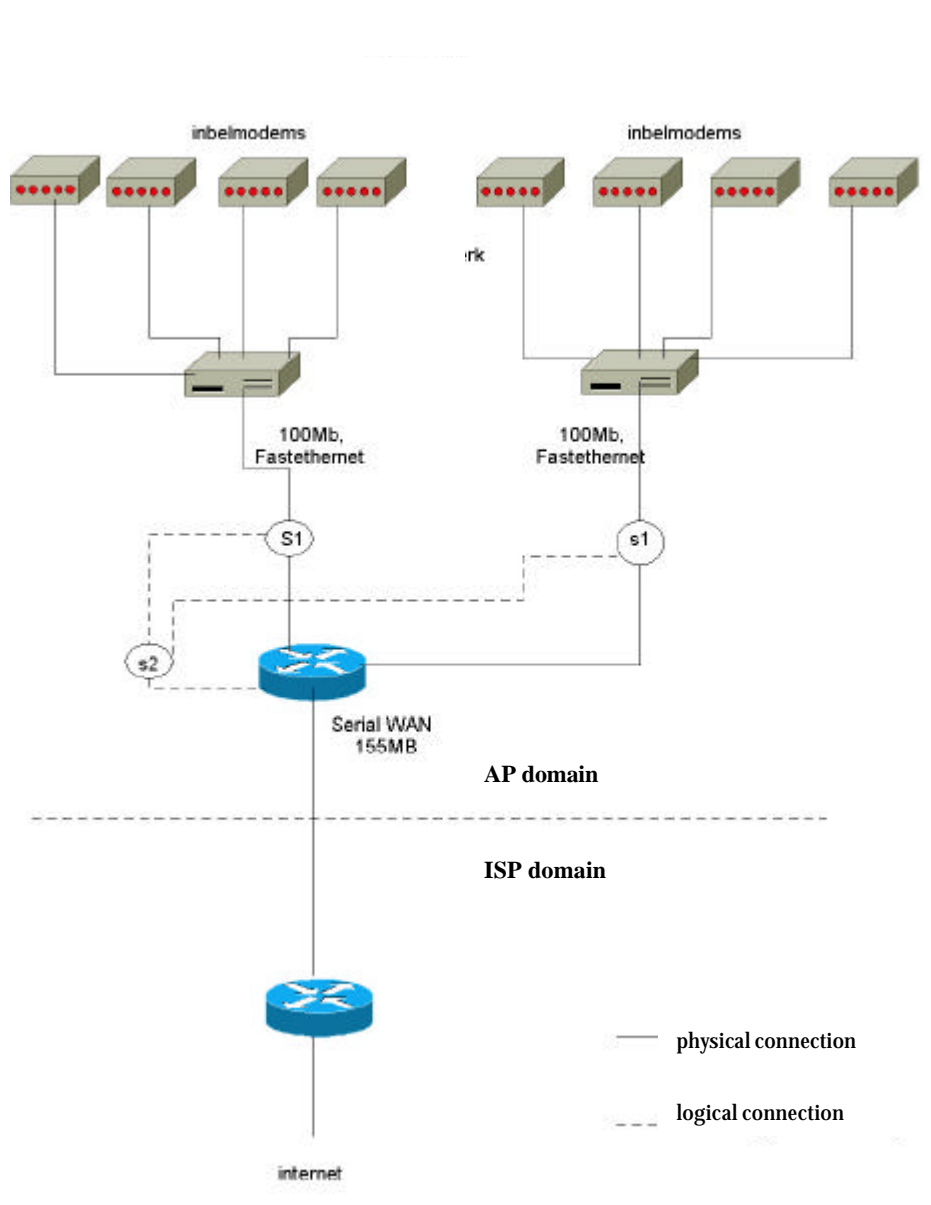 inbelmodems
inbelmodems
erk
100Mb,
Fastethernet
100Mb,
Fastethernet
S1
s1
s2
Serial WAN
155MB
AP domain
ISP domain
physical connection
logical connection
internet